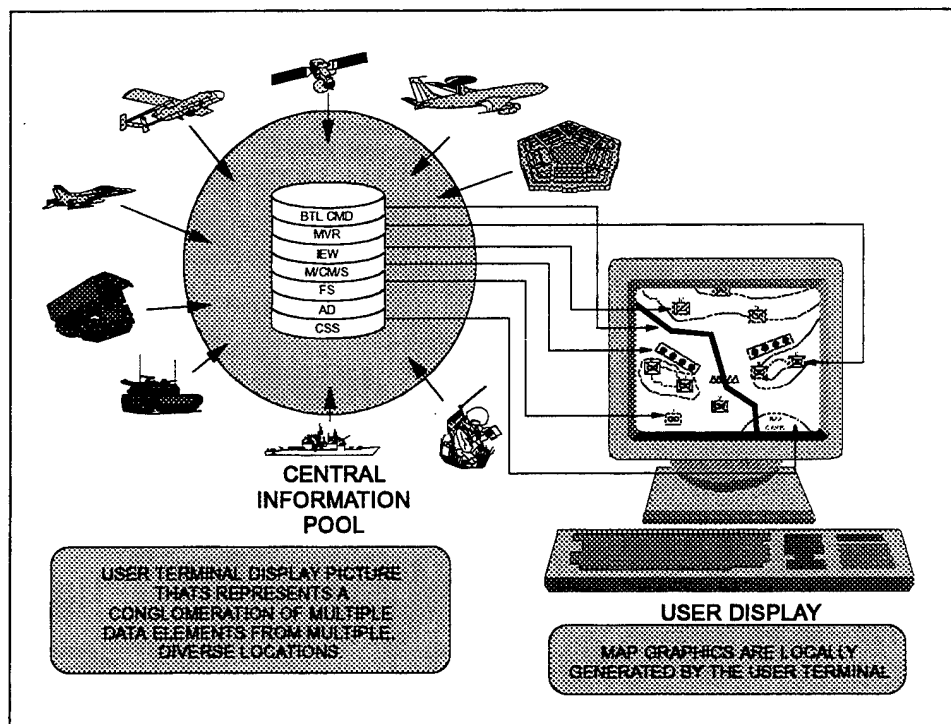 BTL CMD
MVR
IEW
M/CM/S
FS
AD
CSS
CENTRAL
INFORMATION
POOL
USER TERMINAL DISPLAY PICTURE
THATS REPRESENTS A
CONGLOMERATION OF MULTIPLE
DATA ELEMENTS FROM MULTIPLE,
DIVERSE LOCATIONS.
USER DISPLAY
MAP GRAPHICS ARE LOCALLY
GENERATED BY THE USER TERMINAL